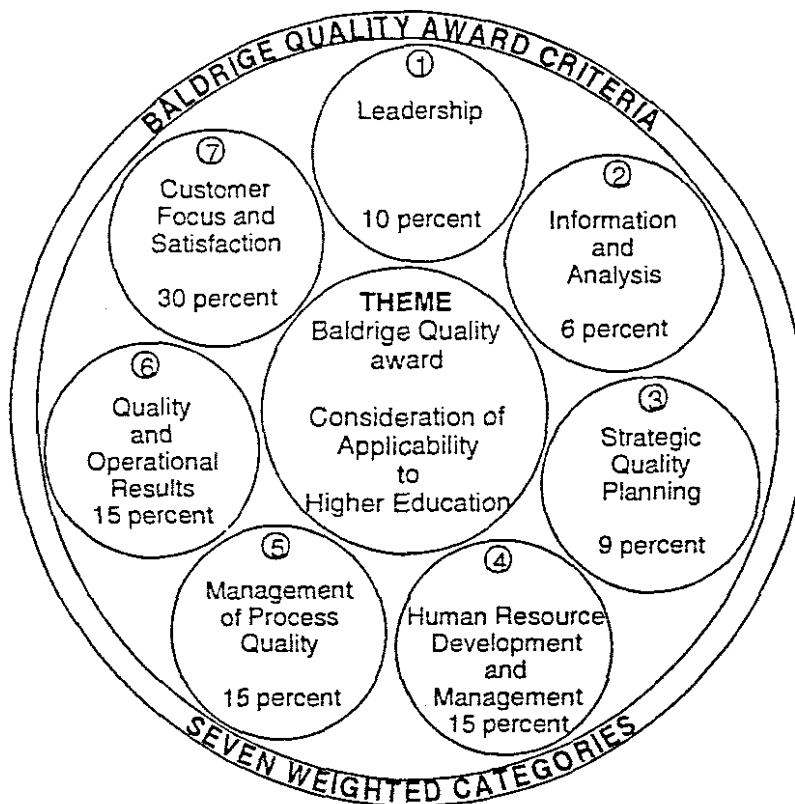 BALDRIGE QUALITY AWARD CRITERIA
①
Leadership
10 percent
②
Information
and
Analysis
6 percent
③
Strategic
Quality
Planning
9 percent
④
Human Resource
Development
and
Management
15 percent
⑤
Management
of Process
Quality
15 percent
⑥
Quality
and
Operational
Results
15 percent
⑦
Customer
Focus and
Satisfaction
30 percent
THEME
Baldrige Quality
award
Consideration of
Applicability
to
Higher Education
SEVEN WEIGHTED CATEGORIES